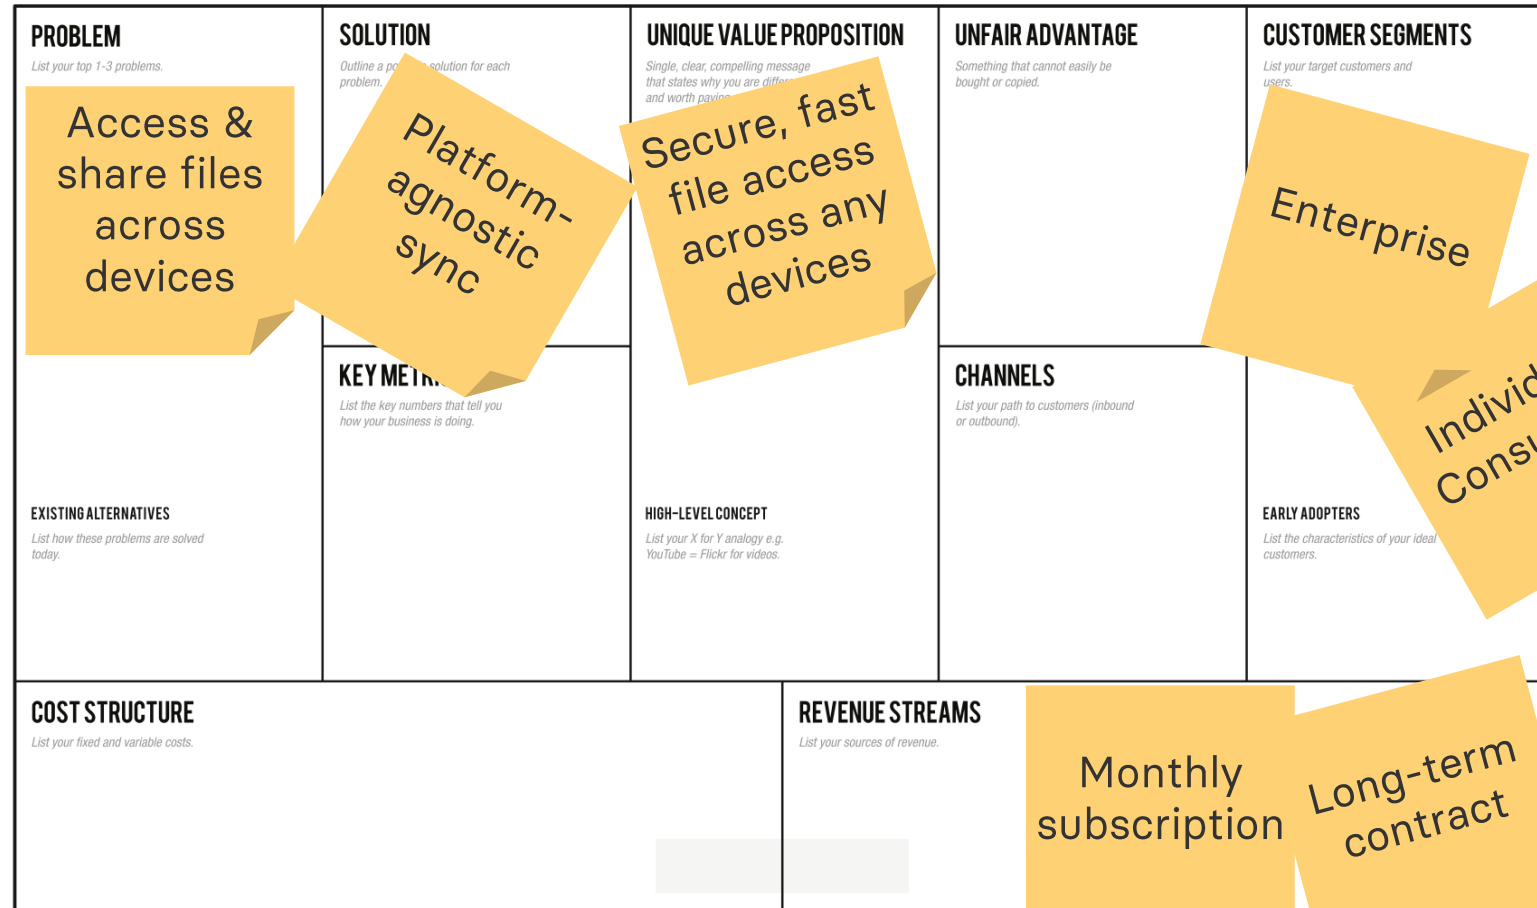 PROBLEM
List your top 1-3 problems.
Access &
share files
across
devices
EXISTING ALTERNATIVES
List how these problems are solved
today.
SOLUTION
Outline a solution for each
problem.
Platform-
agnostic
sync
KEY
List the key numbers that tell you
how your business is doing.
UNIQUE VALUE PROPOSITION
Single, clear, compelling message
that states why you are
and worth
Secure, fast
file access
across any
devices
HIGH-LEVEL CONCEPT
List your X for Y analogy e.g.
YouTube = Flickr for videos.
UNFAIR ADVANTAGE
Something that cannot easily be
bought or copied.
CHANNELS
List your path to customers (inbound
or outbound).
CUSTOMER SEGMENTS
List your target customers and
users.
Enterprise
EARLY ADOPTERS
List the characteristics of your ideal
customers.
COST STRUCTURE
List your fixed and variable costs.
REVENUE STREAMS
List your sources of revenue.
Monthly
subscription
Long-term
contract